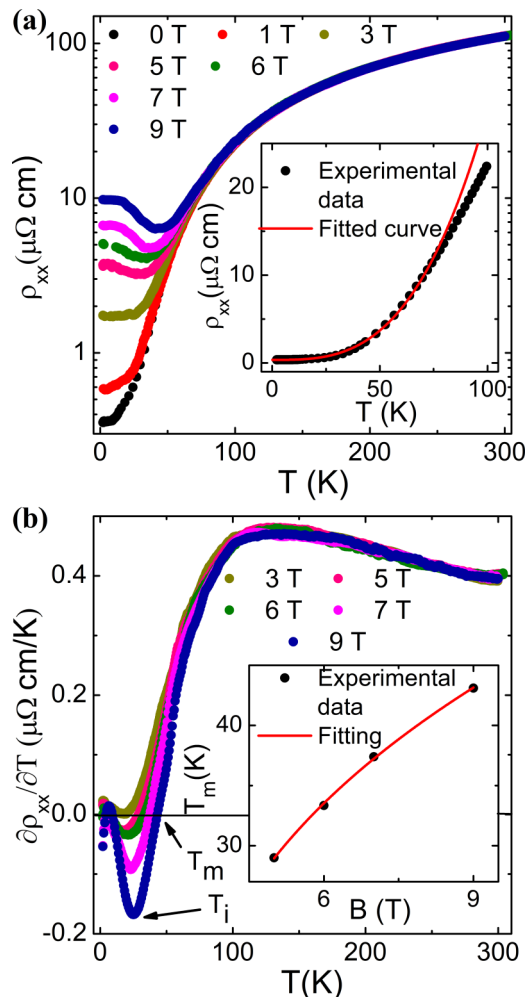 (a)
0 T 1 T 3 T
5 T 6 T
7 T
9 T
100
10
1
ρxx(μΩ cm)
0 100 200 300
T (K)
Experimental
data
Fitted curve
20
10
0
ρxx(μΩ cm)
0 50 100
T (K)
(b)
3 T 5 T
6 T 7 T
9 T
0.4
0.2
0.0
-0.2
∂ρxx/∂T (μΩ cm/K)
Tm
Ti
0 100 200 300
T(K)
Experimental
data
Fitting
40
30
Tm(K)
6 9
B (T)